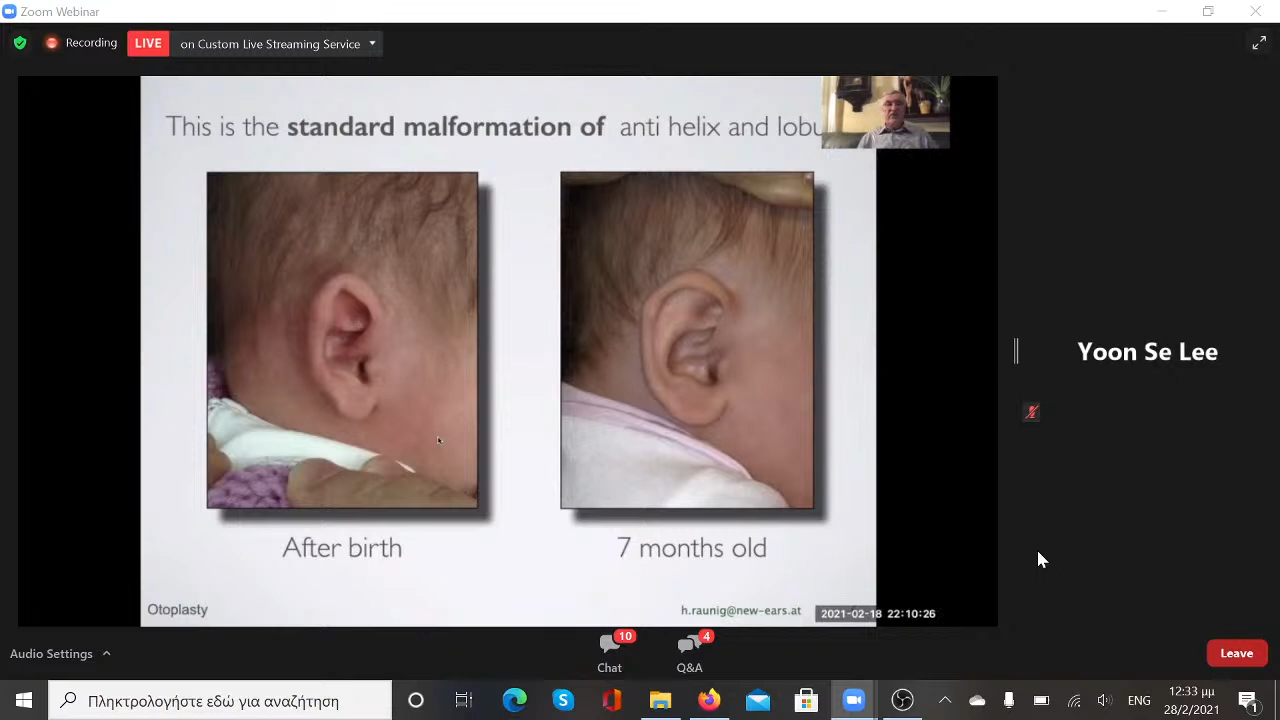 Zoom Webinar
Recording
LIVE
on Custom Live Streaming Service
This is the standard malformation of anti helix and lobu
After birth
7 months old
Otoplasty
h.raunig@new-ears.at
2021-02-18 22:10:26
Yoon Se Lee
Audio Settings
10
Chat
4
Q&A
Leave
Πληκτρολογήστε εδώ για αναζήτηση
ENG
12:33 μμ
28/2/2021
1